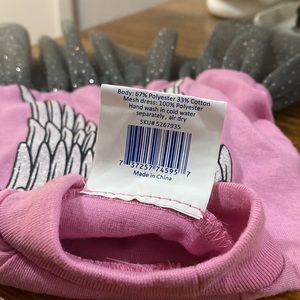 Body: 67% Polyester 33% Cotton
Mesh dress: 100% Polyester
Hand wash in cold water
separately, air dry
SKU# 5267935
7 37257 74595 7
Made In China